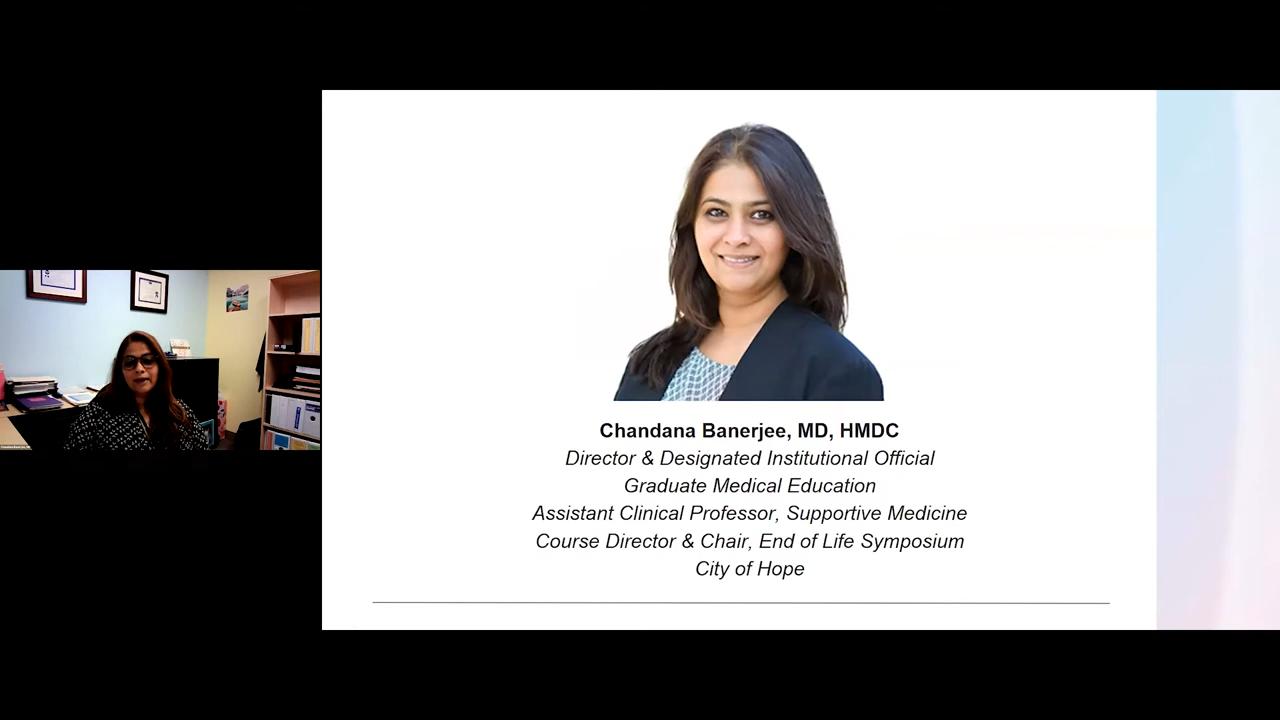 Chandana Banerjee, MD, HMDC
Director & Designated Institutional Official
Graduate Medical Education
Assistant Clinical Professor, Supportive Medicine
Course Director & Chair, End of Life Symposium
City of Hope